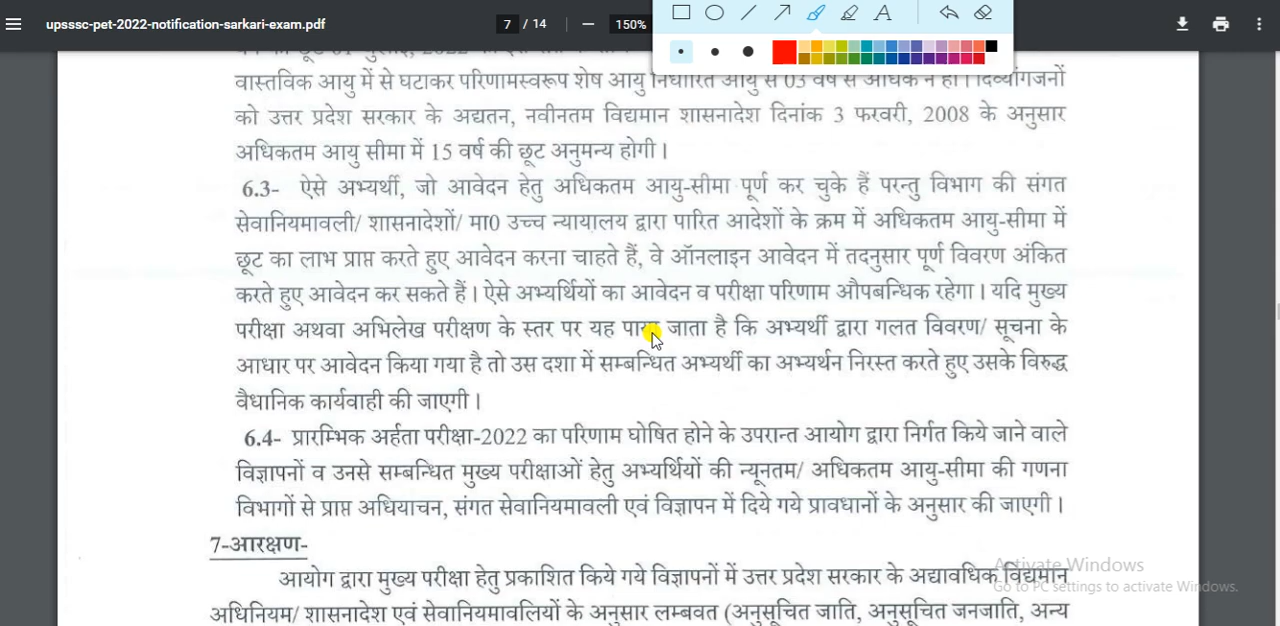 upsssc-pet-2022-notification-sarkari-exam.pdf
7 / 14
150%
A
वास्तविक आयु में से घटाकर परिणामस्वरूप शेष आयु निर्धारित आयु से 03 वर्ष से अधिक न हो। दिव्यांगजनों
को उत्तर प्रदेश सरकार के अद्यतन, नवीनतम विद्यमान शासनादेश दिनांक 3 फरवरी, 2008 के अनुसार
अधिकतम आयु सीमा में 15 वर्ष की छूट अनुमन्य होगी।
6.3- ऐसे अभ्यर्थी, जो आवेदन हेतु अधिकतम आयु-सीमा पूर्ण कर चुके हैं परन्तु विभाग की संगत
सेवानियमावली/ शासनादेशों/ मा0 उच्च न्यायालय द्वारा पारित आदेशों के क्रम में अधिकतम आयु-सीमा में
छूट का लाभ प्राप्त करते हुए आवेदन करना चाहते हैं, वे ऑनलाइन आवेदन में तदनुसार पूर्ण विवरण अंकित
करते हुए आवेदन कर सकते हैं। ऐसे अभ्यर्थियों का आवेदन व परीक्षा परिणाम औपबन्धिक रहेगा। यदि मुख्य
परीक्षा अथवा अभिलेख परीक्षण के स्तर पर यह पाया जाता है कि अभ्यर्थी द्वारा गलत विवरण/ सूचना के
आधार पर आवेदन किया गया है तो उस दशा में सम्बन्धित अभ्यर्थी का अभ्यर्थन निरस्त करते हुए उसके विरुद्ध
वैधानिक कार्यवाही की जाएगी।
6.4- प्रारम्भिक अर्हता परीक्षा-2022 का परिणाम घोषित होने के उपरान्त आयोग द्वारा निर्गत किये जाने वाले
विज्ञापनों व उनसे सम्बन्धित मुख्य परीक्षाओं हेतु अभ्यर्थियों की न्यूनतम/ अधिकतम आयु-सीमा की गणना
विभागों से प्राप्त अधियाचन, संगत सेवानियमावली एवं विज्ञापन में दिये गये प्रावधानों के अनुसार की जाएगी।
7-आरक्षण-
आयोग द्वारा मुख्य परीक्षा हेतु प्रकाशित किये गये विज्ञापनों में उत्तर प्रदेश सरकार के अद्यावधिक विद्यमान
अधिनियम/ शासनादेश एवं सेवानियमावलियों के अनुसार लम्बवत (अनुसूचित जाति, अनुसूचित जनजाति, अन्य
Activate Windows
Go to PC settings to activate Windows.